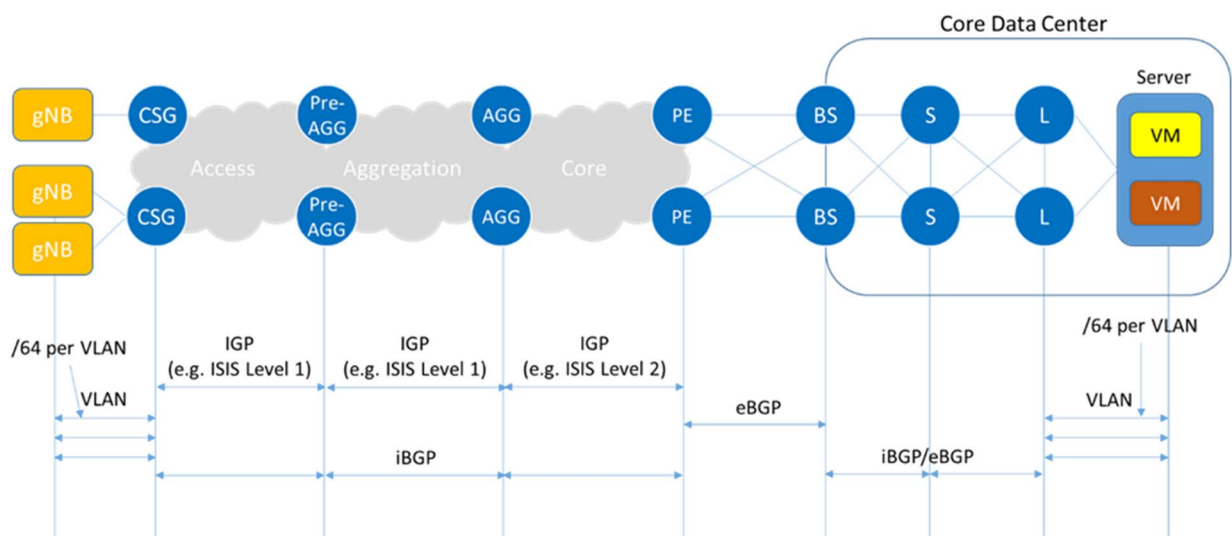 Core Data Center
Server
gNB
CSG
Pre-
AGG
AGG
PE
BS
S
L
VM
Access
Aggregation
Core
gNB
gNB
CSG
Pre-
AGG
AGG
PE
BS
S
L
VM
/64 per VLAN
VLAN
IGP
(e.g. ISIS Level 1)
IGP
(e.g. ISIS Level 1)
IGP
(e.g. ISIS Level 2)
/64 per VLAN
VLAN
eBGP
iBGP
iBGP/eBGP